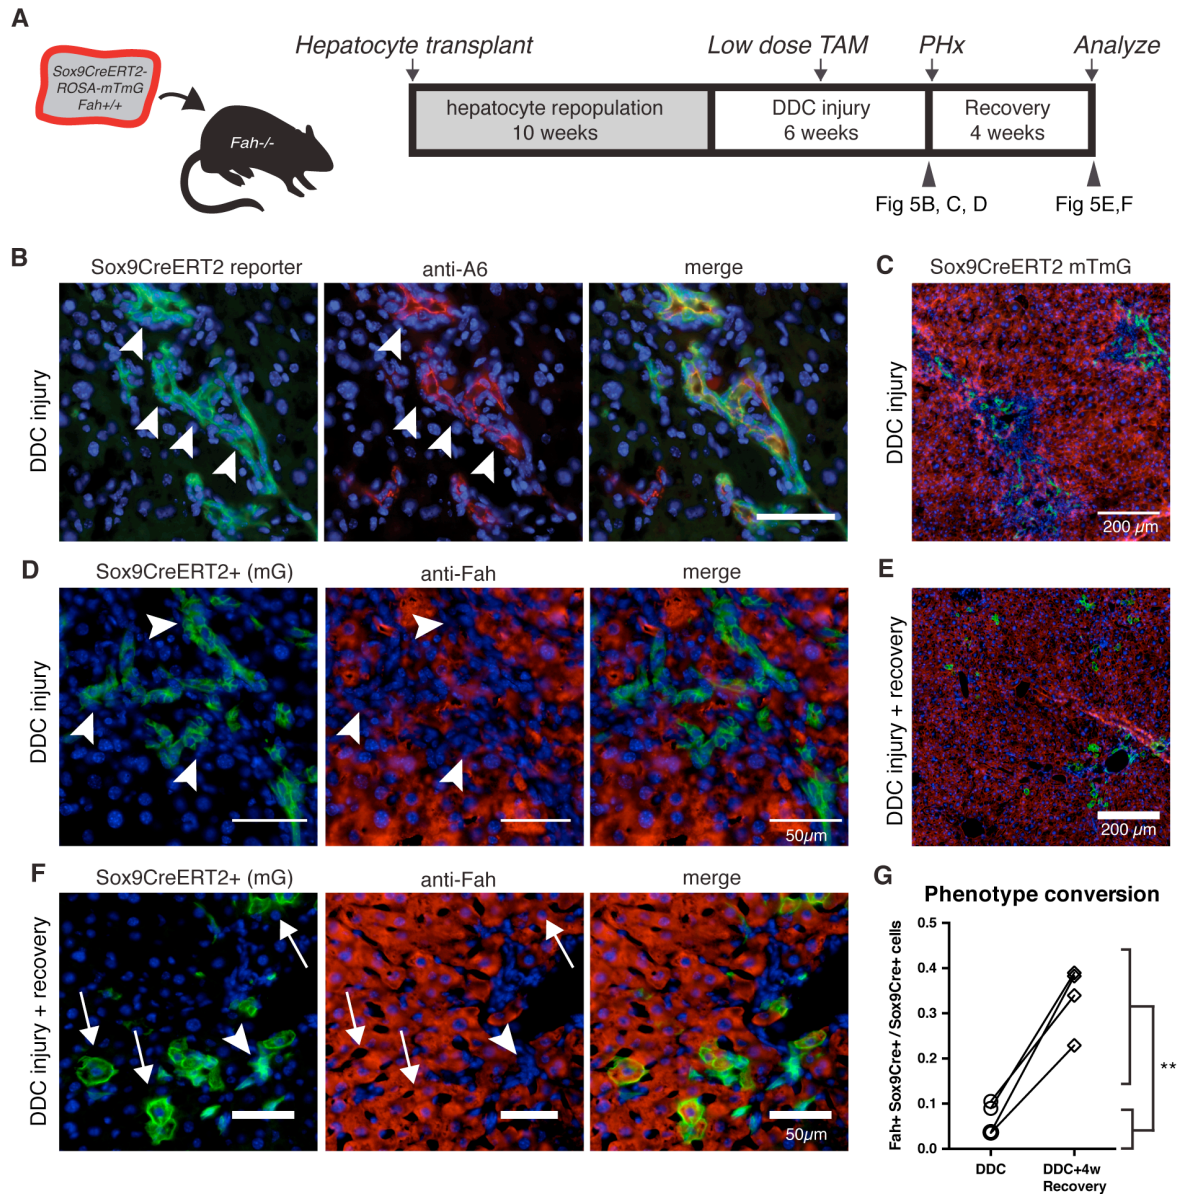 A
Sox9CreERT2-
ROSA-mTmG
Fah+/+
Fah-/-
Hepatocyte transplant
Low dose TAM
PHx
Analyze
hepatocyte repopulation
10 weeks
DDC injury
6 weeks
Recovery
4 weeks
Fig 5B, C, D
Fig 5E,F
B
Sox9CreERT2 reporter
anti-A6
merge
DDC injury
C
Sox9CreERT2 mTmG
DDC injury
200 µm
D
Sox9CreERT2+ (mG)
anti-Fah
merge
DDC injury
50µm
E
DDC injury + recovery
200 µm
F
Sox9CreERT2+ (mG)
anti-Fah
merge
DDC injury + recovery
50µm
G
Phenotype conversion
Fah+ Sox9Cre+ / Sox9Cre+ cells
0.5
0.4
0.3
0.2
0.1
0.0
DDC
DDC+4w
Recovery
**